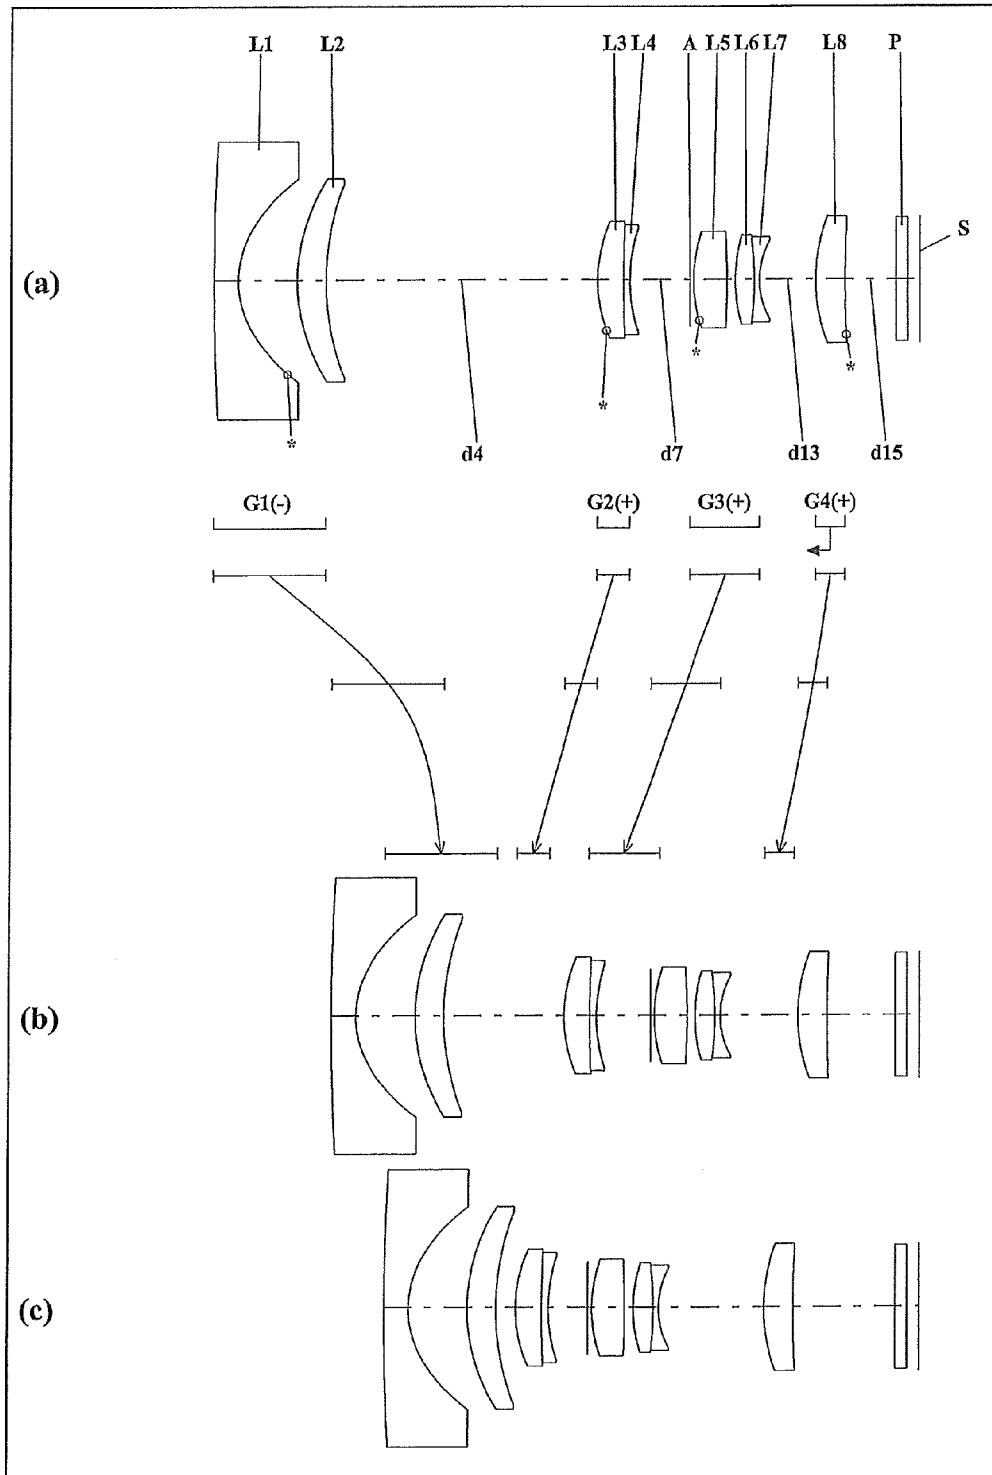 L1 L2 L3 L4 A L5 L6 L7 L8 P
S
(a)
* * * *
d4 d7 d13 d15
G1(-) G2(+) G3(+) G4(+)
(b)
(c)